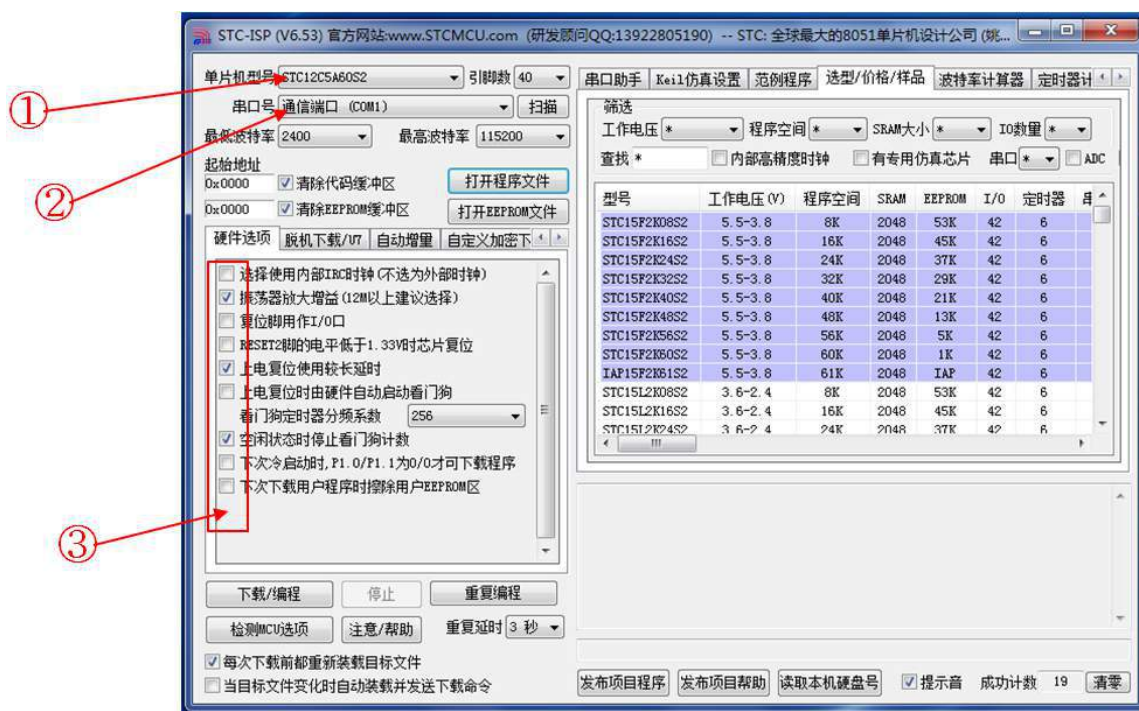 STC-ISP (V6.53) 官方网站:www.STCMCU.com (研发顾问QQ:13922805190) -- STC: 全球最大的8051单片机设计公司 (姚...
单片机型号 STC12C5A60S2 引脚数 40
①
串口号 通信端口 (COM1) 扫描
最低波特率 2400 最高波特率 115200
起始地址
0x0000 清除代码缓冲区 打开程序文件
②
0x0000 清除EEPROM缓冲区 打开EEPROM文件
硬件选项 脱机下载/U7 自动增量 自定义加密下
选择使用内部IRC时钟(不选为外部时钟)
振荡器放大增益(12M以上建议选择)
复位脚用作I/O口
RESET2脚的电平低于1.33V时芯片复位
上电复位使用较长延时
上电复位时由硬件自动启动看门狗
看门狗定时器分频系数 256
空闲状态时停止看门狗计数
下次冷启动时,P1.0/P1.1为0/0才可下载程序
下次下载用户程序时擦除用户EEPROM区
③
下载/编程 停止 重复编程
检测MCU选项 注意/帮助 重复延时 3 秒
每次下载前都重新装载目标文件
当目标文件变化时自动装载并发送下载命令
串口助手 Keil仿真设置 范例程序 选型/价格/样品 波特率计算器 定时器计
筛选
工作电压 * 程序空间 * SRAM大小 * IO数量 *
查找 * 内部高精度时钟 有专用仿真芯片 串口 * ADC
型号 工作电压(V) 程序空间 SRAM EEPROM I/O 定时器 串
STC15F2K08S2 5.5-3.8 8K 2048 53K 42 6
STC15F2K16S2 5.5-3.8 16K 2048 45K 42 6
STC15F2K24S2 5.5-3.8 24K 2048 37K 42 6
STC15F2K32S2 5.5-3.8 32K 2048 29K 42 6
STC15F2K40S2 5.5-3.8 40K 2048 21K 42 6
STC15F2K48S2 5.5-3.8 48K 2048 13K 42 6
STC15F2K56S2 5.5-3.8 56K 2048 5K 42 6
STC15F2K60S2 5.5-3.8 60K 2048 1K 42 6
IAP15F2K61S2 5.5-3.8 61K 2048 IAP 42 6
STC15L2K08S2 3.6-2.4 8K 2048 53K 42 6
STC15L2K16S2 3.6-2.4 16K 2048 45K 42 6
STC15L2K24S2 3.6-2.4 24K 2048 37K 42 6
发布项目程序 发布项目帮助 读取本机硬盘号 提示音 成功计数 19 清零